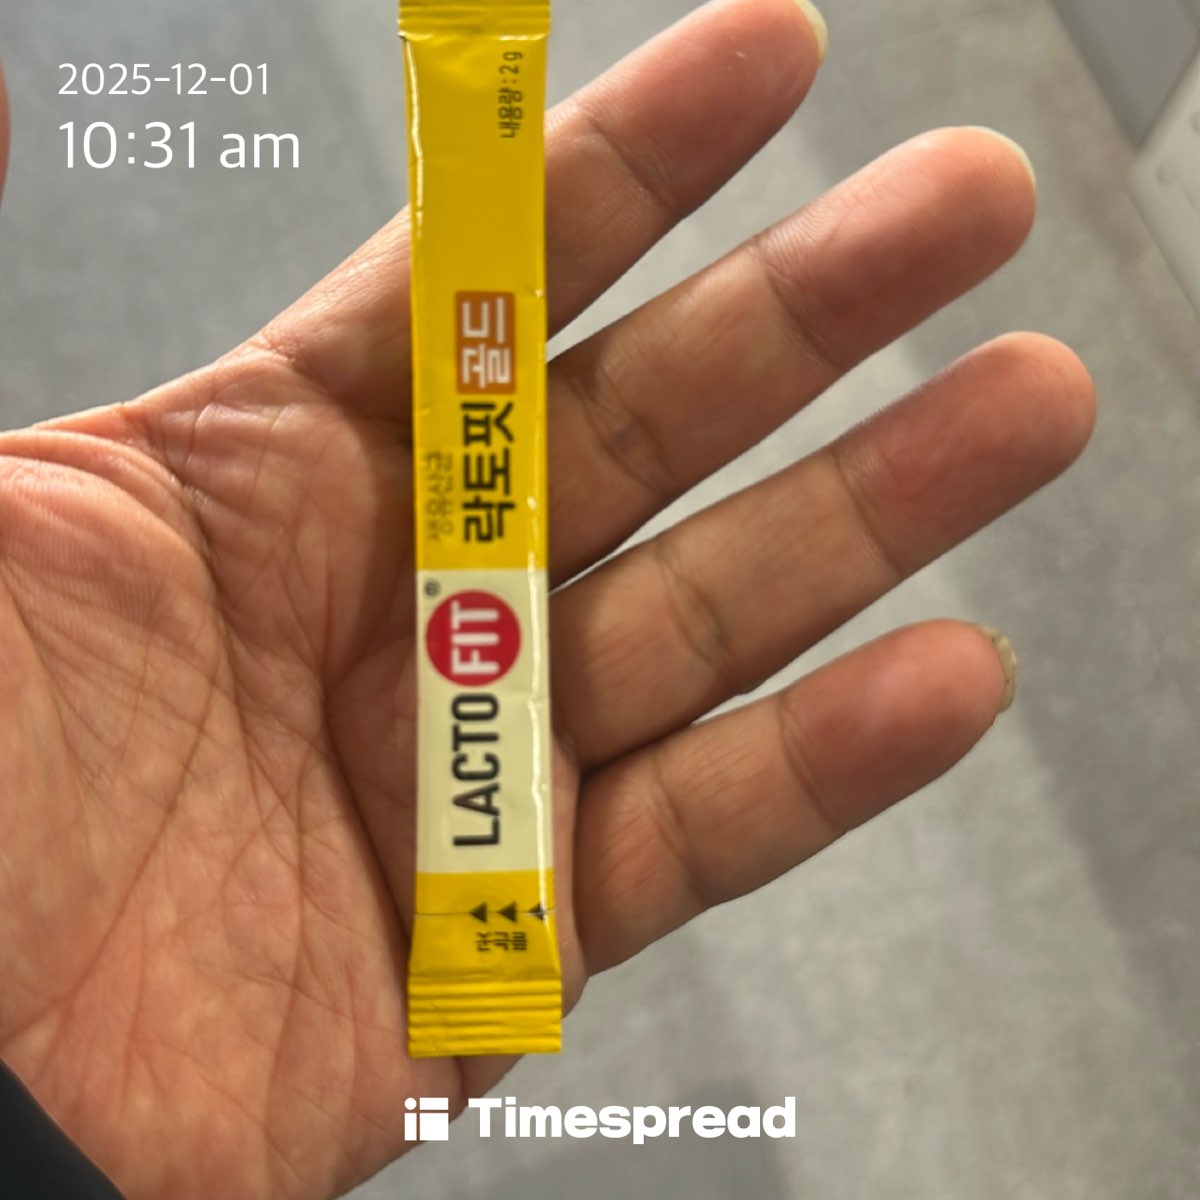 2025-12-01
10:31 am
내용량 : 2g
생유산균
락토핏 골드
LACTO FIT®
Timespread